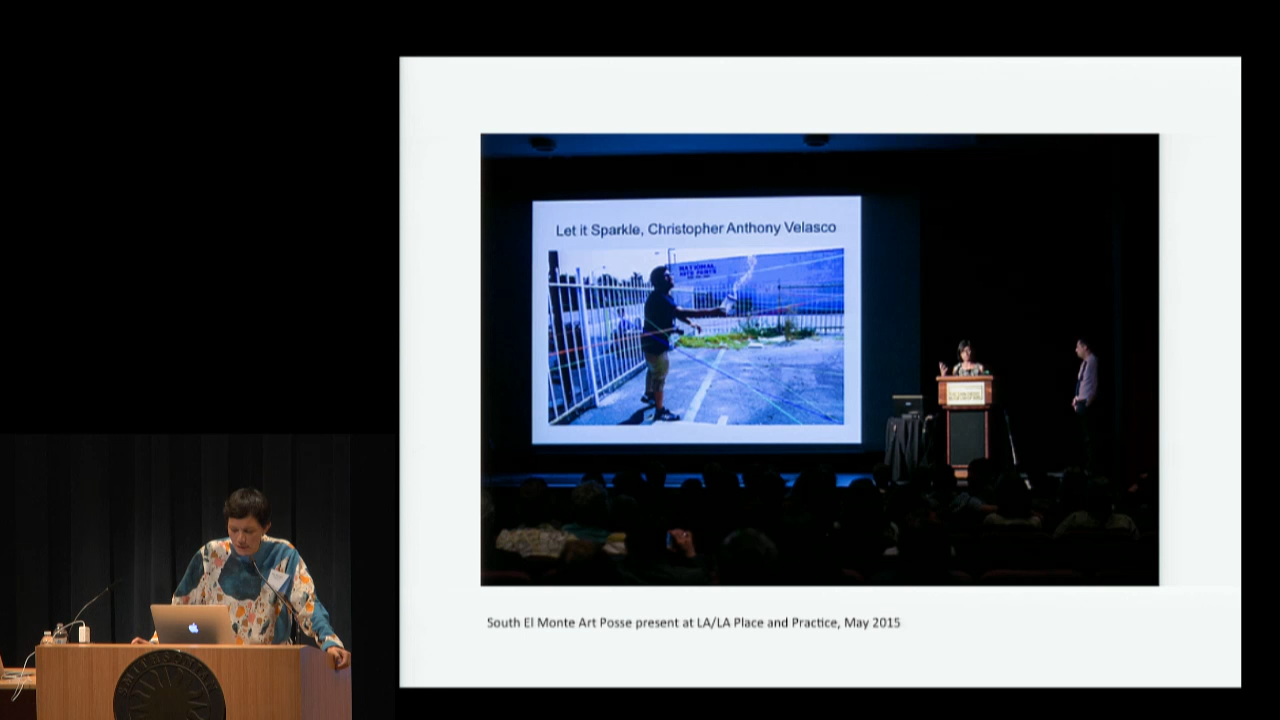 Let it Sparkle, Christopher Anthony Velasco
NATIONAL
South El Monte Art Posse present at LA/LA Place and Practice, May 2015
SMITHSONIAN